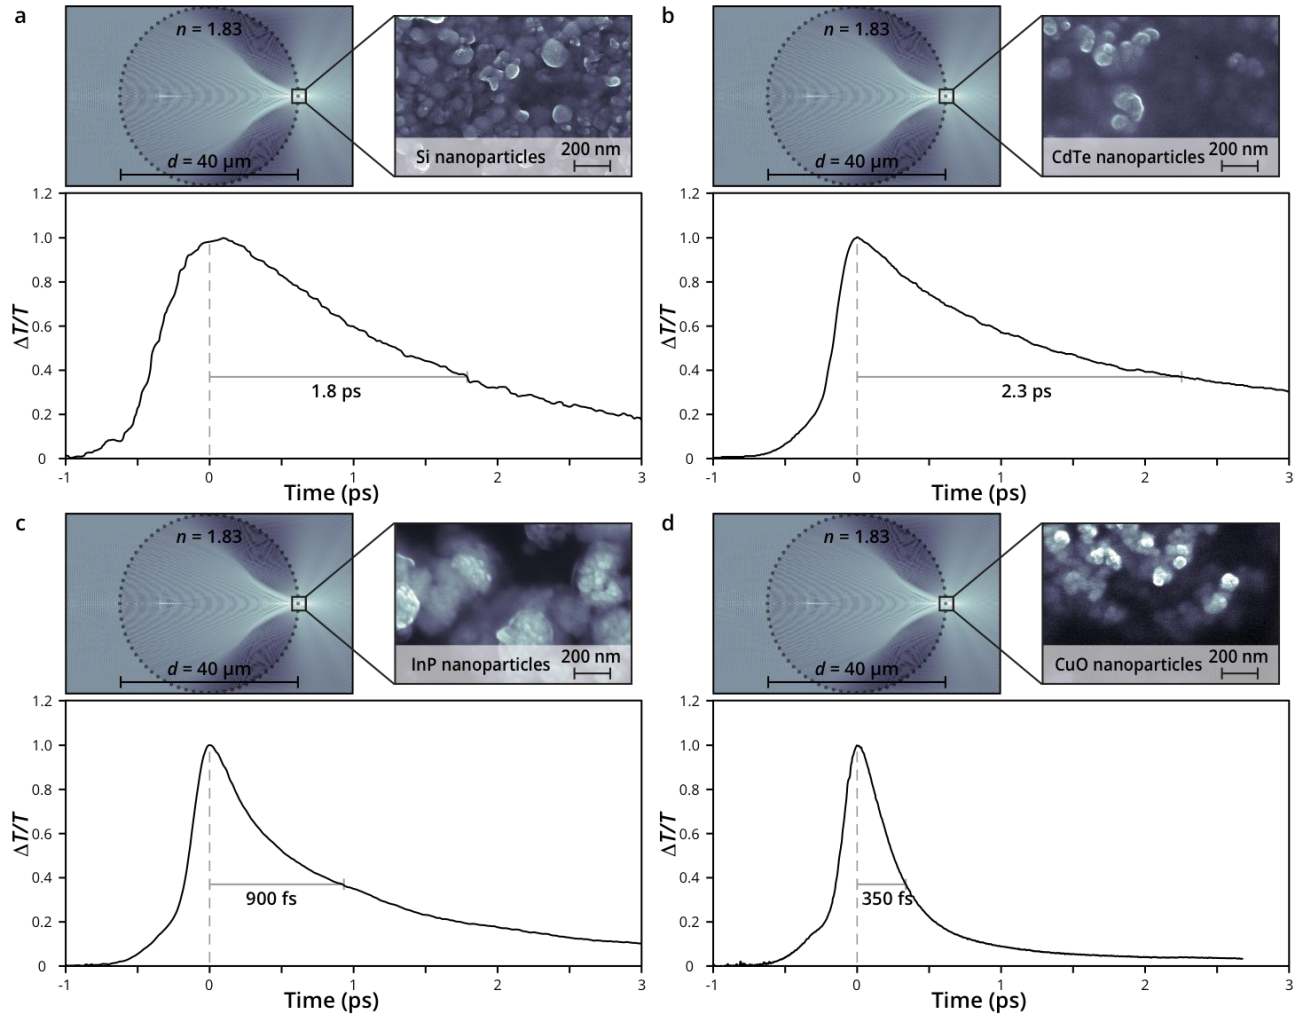 a
n = 1.83
d = 40 µm
Si nanoparticles 200 nm
1.2
1.0
0.8
0.6
0.4
0.2
0
ΔT/T
1.8 ps
-1 0 1 2 3
Time (ps)
b
n = 1.83
d = 40 µm
CdTe nanoparticles 200 nm
1.2
1.0
0.8
0.6
0.4
0.2
0
ΔT/T
2.3 ps
-1 0 1 2 3
Time (ps)
c
n = 1.83
d = 40 µm
InP nanoparticles 200 nm
1.2
1.0
0.8
0.6
0.4
0.2
0
ΔT/T
900 fs
-1 0 1 2 3
Time (ps)
d
n = 1.83
d = 40 µm
CuO nanoparticles 200 nm
1.2
1.0
0.8
0.6
0.4
0.2
0
ΔT/T
350 fs
-1 0 1 2 3
Time (ps)